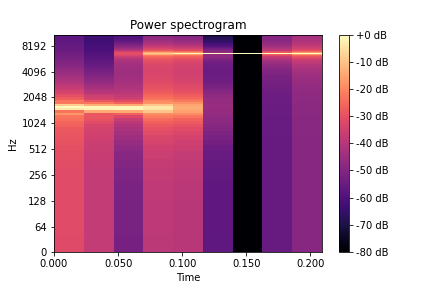 Power spectrogram
8192
4096
2048
1024
512
256
128
64
0
Hz
0.000 0.050 0.100 0.150 0.200
Time
+0 dB
-10 dB
-20 dB
-30 dB
-40 dB
-50 dB
-60 dB
-70 dB
-80 dB